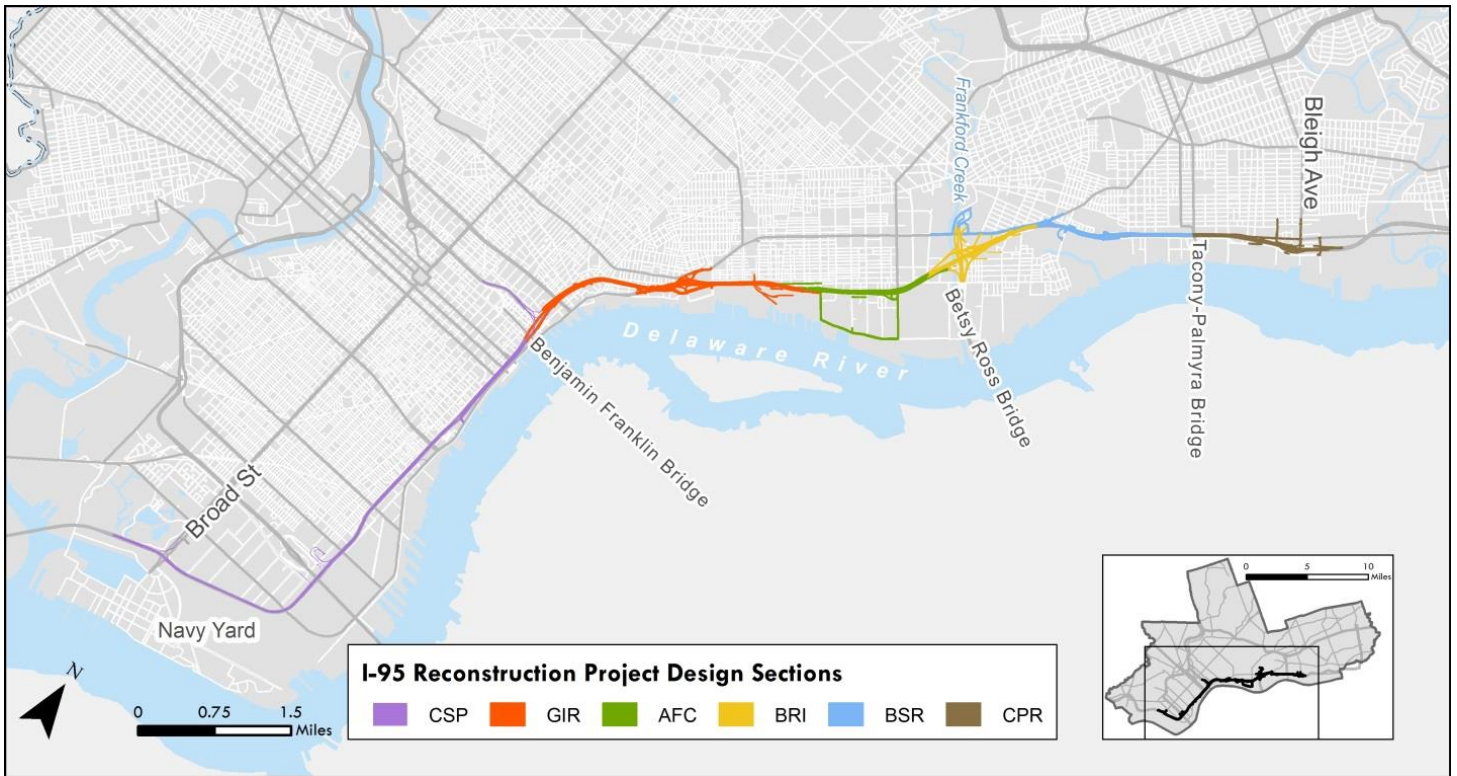 Frankford Creek
Bleigh Ave
Tacony-Palmyra Bridge
Betsy Ross Bridge
Delaware River
Benjamin Franklin Bridge
Broad St
Navy Yard
N
0 0.75 1.5
Miles
I-95 Reconstruction Project Design Sections
CSP GIR AFC BRI BSR CPR
0 5 10
Miles